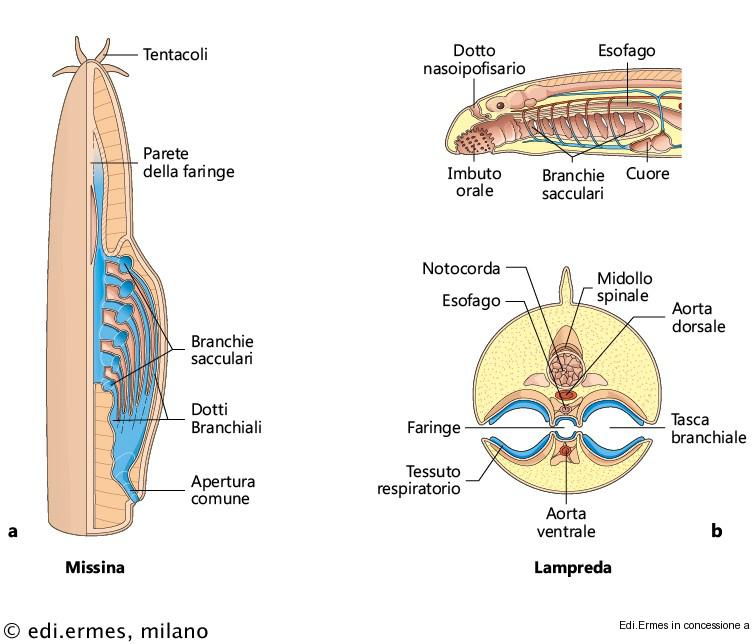 Tentacoli
Parete
della faringe
Branchie
sacculari
Dotti
Branchiali
Apertura
comune
a
Missina
Dotto
nasoipofisario
Esofago
Imbuto
orale
Branchie
sacculari
Cuore
Notocorda
Esofago
Midollo
spinale
Aorta
dorsale
Faringe
Tasca
branchiale
Tessuto
respiratorio
Aorta
ventrale
b
Lampreda
© edi.ermes, milano
Edi.Ermes in concessione a